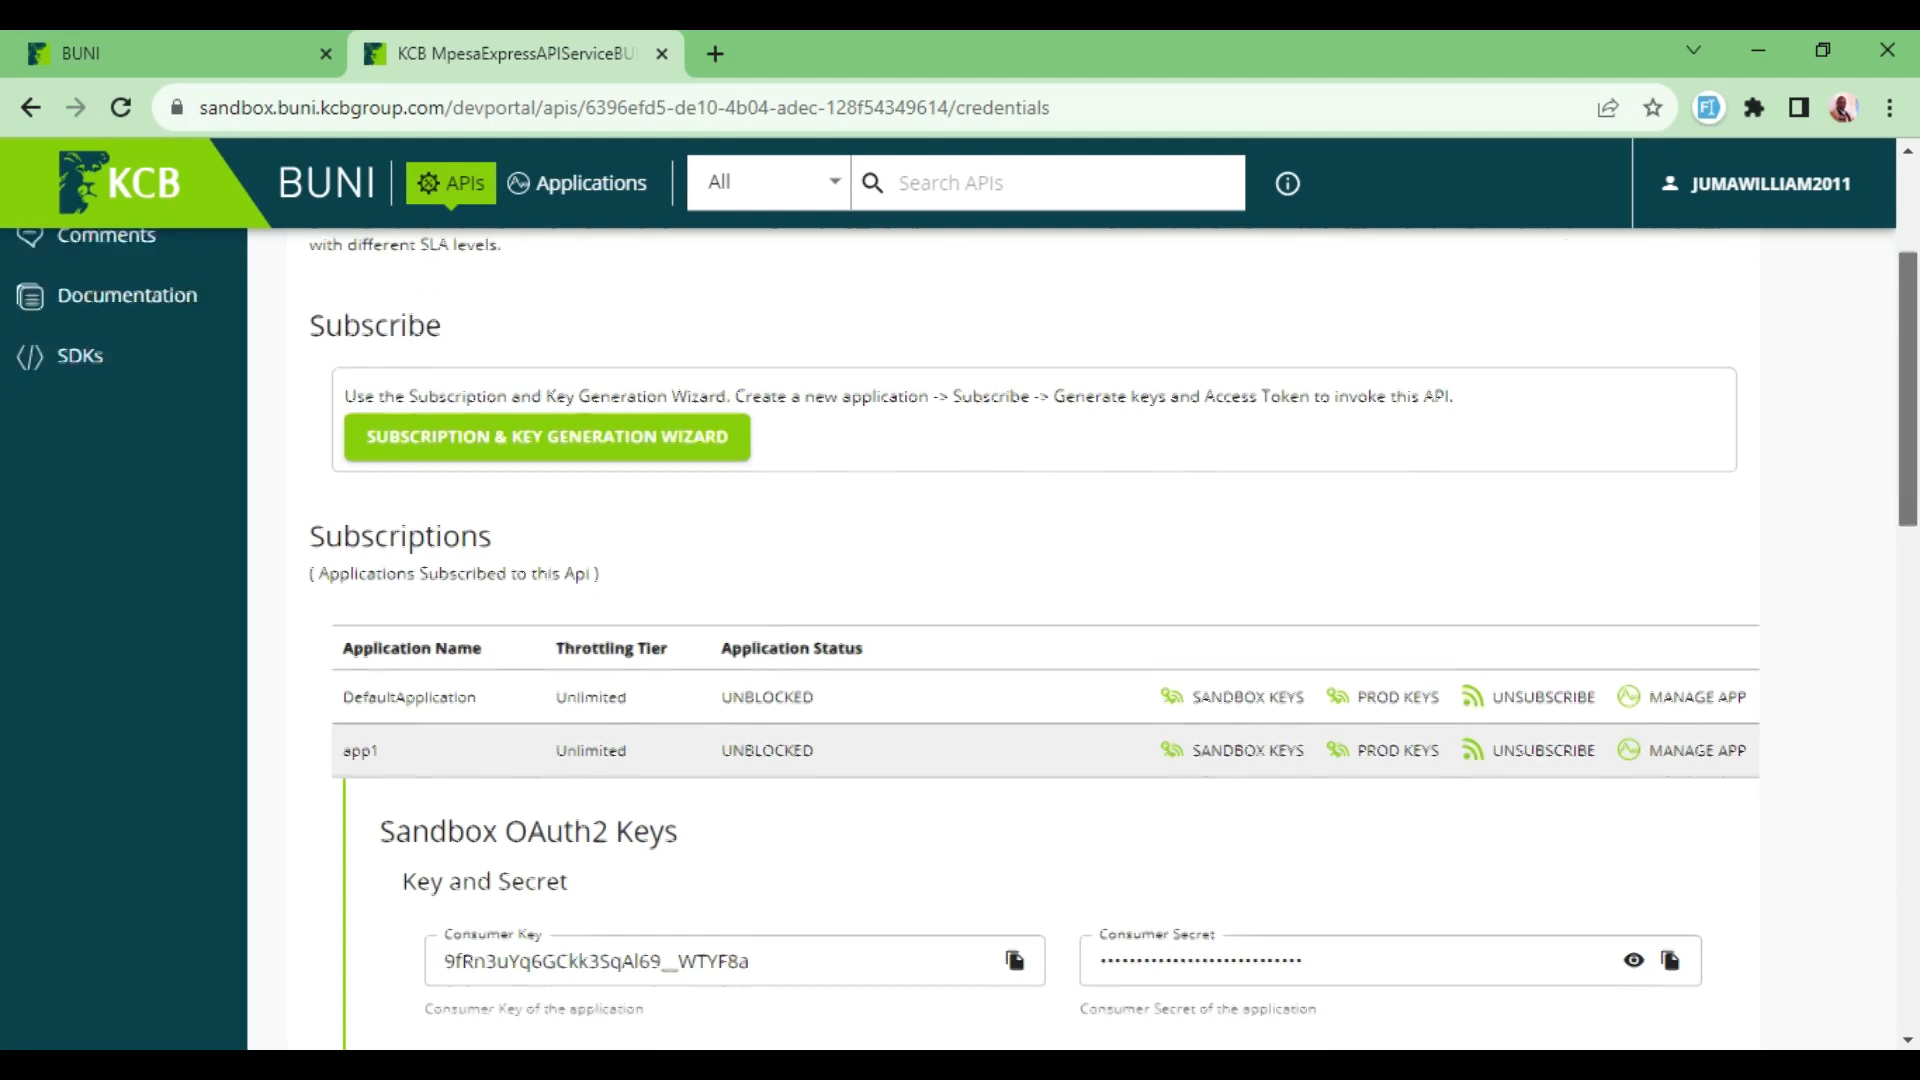 BUNI
KCB MpesaExpressAPIServiceBU
sandbox.buni.kcbgroup.com/devportal/apis/6396efd5-de10-4b04-adec-128f54349614/credentials
KCB
BUNI
APIs
Applications
All
Search APIs
JUMAWILLIAM2011
Comments
Documentation
SDKs
with different SLA levels.
Subscribe
Use the Subscription and Key Generation Wizard. Create a new application -> Subscribe -> Generate keys and Access Token to invoke this API.
SUBSCRIPTION & KEY GENERATION WIZARD
Subscriptions
( Applications Subscribed to this Api )
Application Name Throttling Tier Application Status
DefaultApplication Unlimited UNBLOCKED SANDBOX KEYS PROD KEYS UNSUBSCRIBE MANAGE APP
app1 Unlimited UNBLOCKED SANDBOX KEYS PROD KEYS UNSUBSCRIBE MANAGE APP
Sandbox OAuth2 Keys
Key and Secret
Consumer Key
9fRn3uYq6GCkk3SqAl69__WTYF8a
Consumer Key of the application
Consumer Secret
••••••••••••••••••••••••••••
Consumer Secret of the application